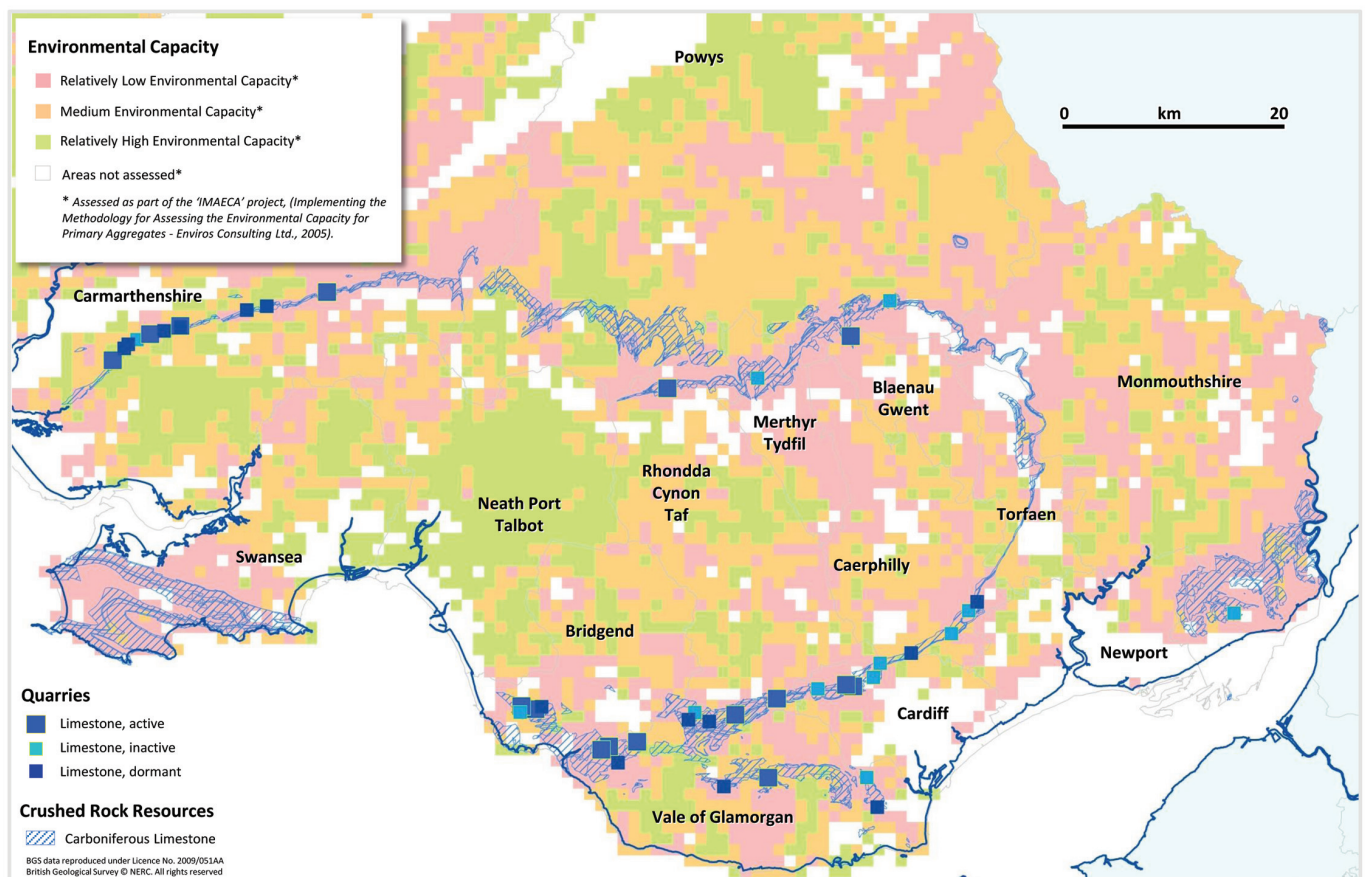 Environmental Capacity
Relatively Low Environmental Capacity*
Medium Environmental Capacity*
Relatively High Environmental Capacity*
Areas not assessed*
* Assessed as part of the ‘IMAECA’ project, (Implementing the
Methodology for Assessing the Environmental Capacity for
Primary Aggregates - Enviros Consulting Ltd., 2005).
Powys
0 km 20
Carmarthenshire
Monmouthshire
Blaenau
Gwent
Merthyr
Tydfil
Rhondda
Cynon
Taf
Neath Port
Talbot
Torfaen
Swansea
Caerphilly
Bridgend
Newport
Cardiff
Vale of Glamorgan
Quarries
Limestone, active
Limestone, inactive
Limestone, dormant
Crushed Rock Resources
Carboniferous Limestone
BGS data reproduced under Licence No. 2009/051AA
British Geological Survey © NERC. All rights reserved